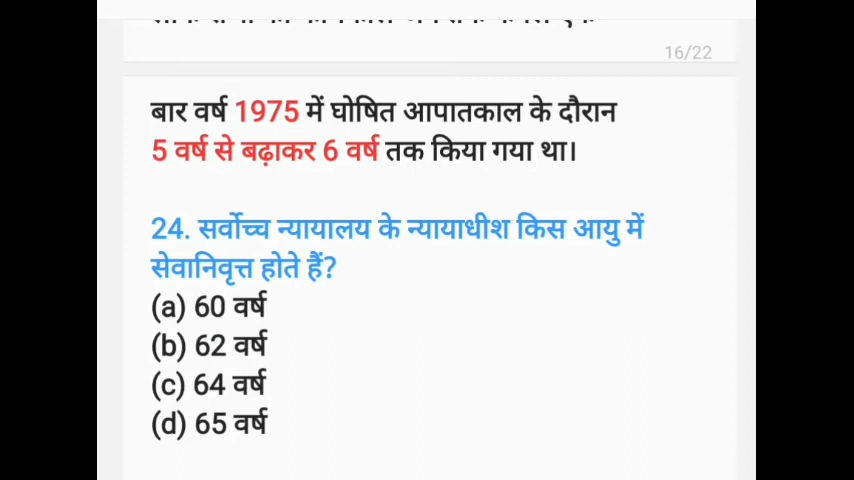 16/22
बार वर्ष 1975 में घोषित आपातकाल के दौरान
5 वर्ष से बढ़ाकर 6 वर्ष तक किया गया था।
24. सर्वोच्च न्यायालय के न्यायाधीश किस आयु में
सेवानिवृत्त होते हैं?
(a) 60 वर्ष
(b) 62 वर्ष
(c) 64 वर्ष
(d) 65 वर्ष